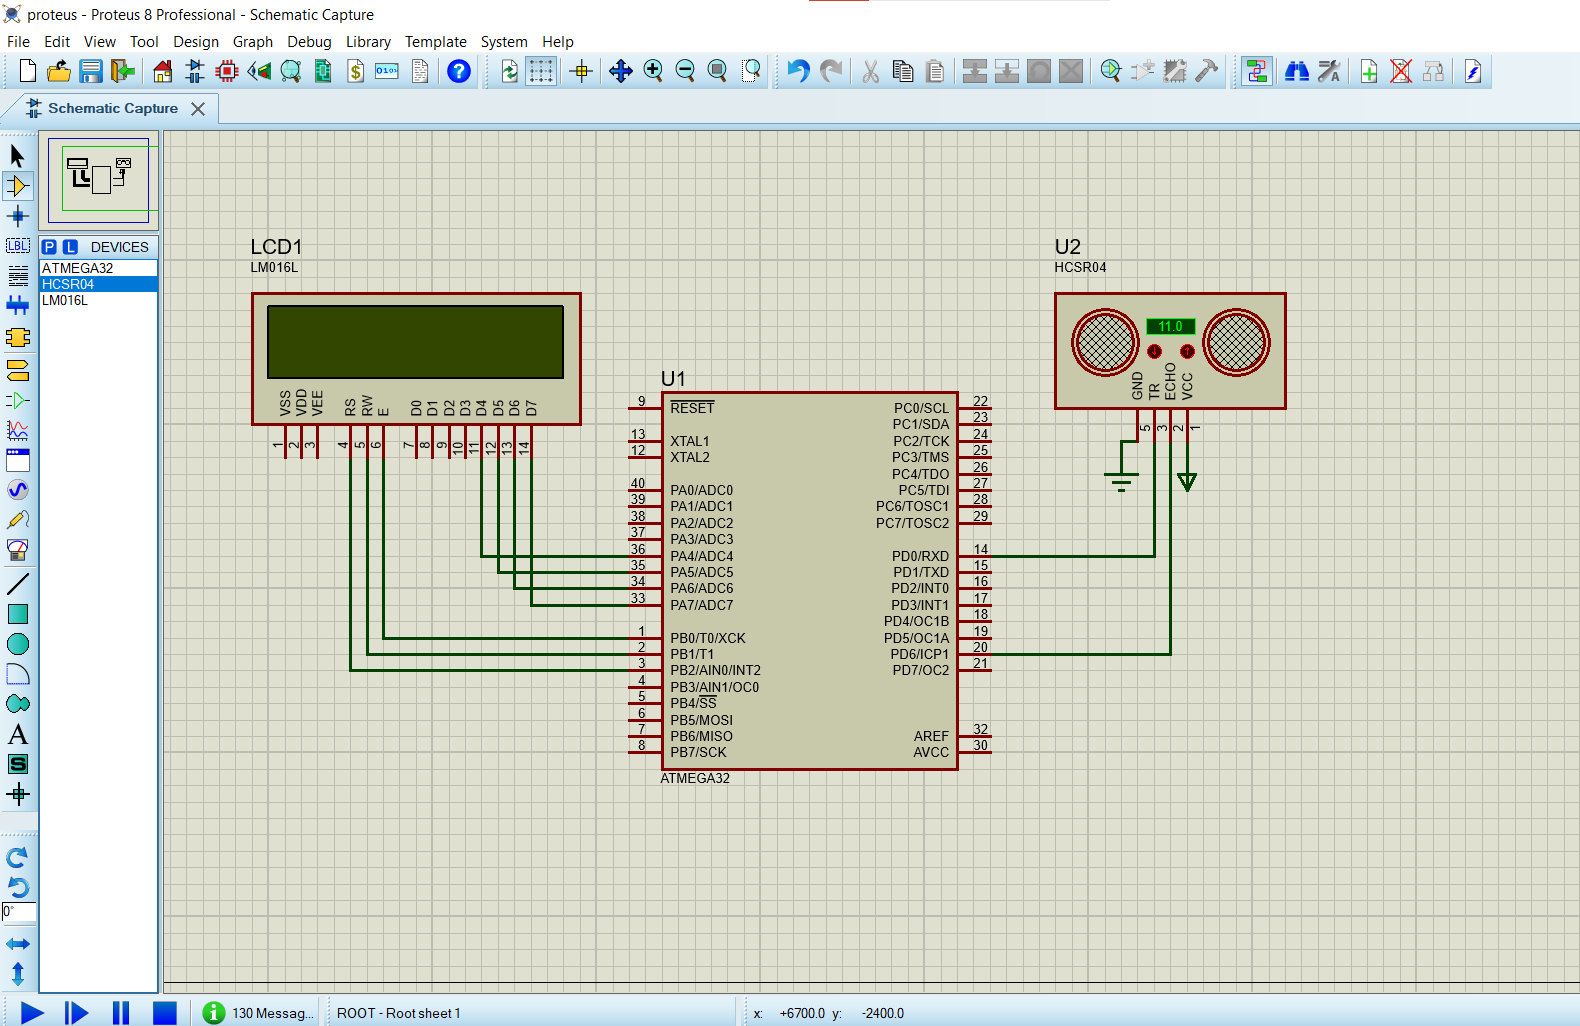 proteus - Proteus 8 Professional - Schematic Capture
File Edit View Tool Design Graph Debug Library Template System Help
Schematic Capture
P L DEVICES
ATMEGA32
HCSR04
LM016L
LBL
A
S
0°
LCD1
LM016L
VSS VDD VEE RS RW E D0 D1 D2 D3 D4 D5 D6 D7
1 2 3 4 5 6 7 8 9 10 11 12 13 14
U2
HCSR04
11.0
GND TR ECHO VCC
5 3 2 1
U1
9 RESET PC0/SCL 22
PC1/SDA 23
13 XTAL1 PC2/TCK 24
12 XTAL2 PC3/TMS 25
PC4/TDO 26
40 PA0/ADC0 PC5/TDI 27
39 PA1/ADC1 PC6/TOSC1 28
38 PA2/ADC2 PC7/TOSC2 29
37 PA3/ADC3
36 PA4/ADC4 PD0/RXD 14
35 PA5/ADC5 PD1/TXD 15
34 PA6/ADC6 PD2/INT0 16
33 PA7/ADC7 PD3/INT1 17
PD4/OC1B 18
1 PB0/T0/XCK PD5/OC1A 19
2 PB1/T1 PD6/ICP1 20
3 PB2/AIN0/INT2 PD7/OC2 21
4 PB3/AIN1/OC0
5 PB4/SS
6 PB5/MOSI
7 PB6/MISO AREF 32
8 PB7/SCK AVCC 30
ATMEGA32
130 Messag... ROOT - Root sheet 1 x: +6700.0 y: -2400.0